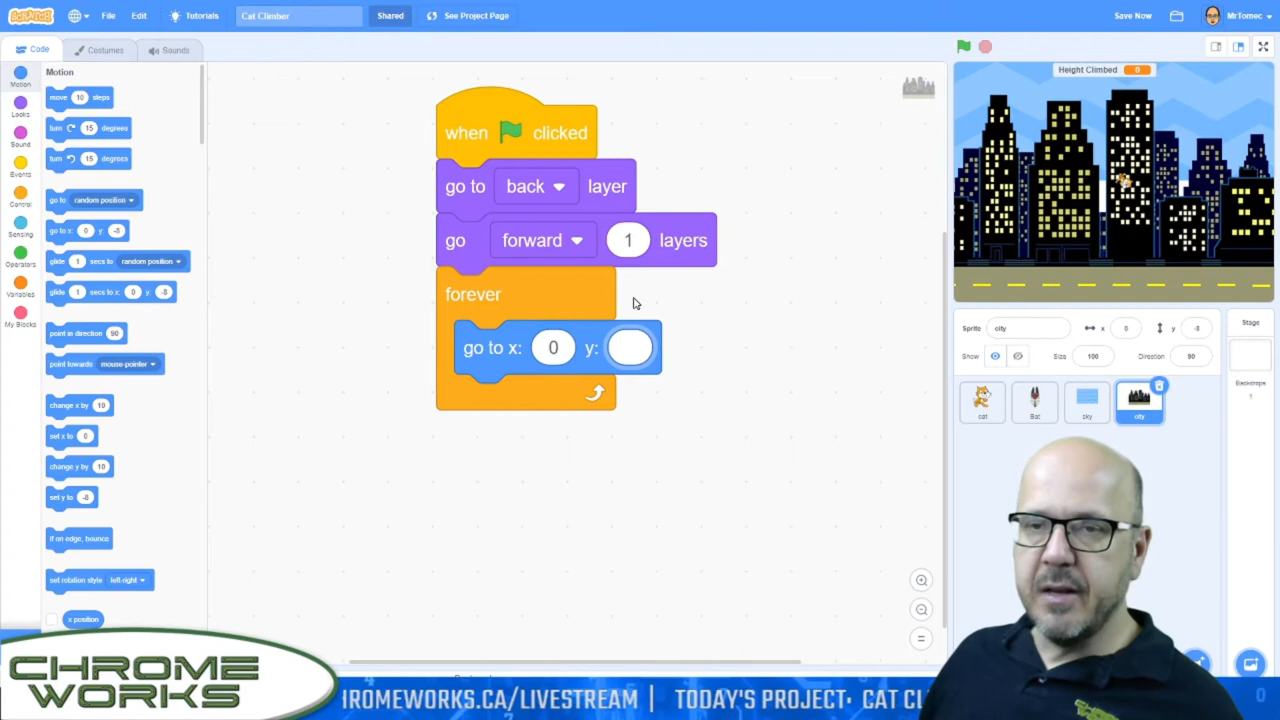 SCRATCH File Edit Tutorials Cat Climber Shared See Project Page Save Now MrTomec
Code Costumes Sounds
Motion
Looks
Sound
Events
Control
Sensing
Operators
Variables
My Blocks
Motion
move 10 steps
turn 15 degrees
turn 15 degrees
go to random position
go to x: 0 y: -8
glide 1 secs to random position
glide 1 secs to x: 0 y: -8
point in direction 90
point towards mouse-pointer
change x by 10
set x to 0
change y by 10
set y to -8
if on edge, bounce
set rotation style left-right
x position
when clicked
go to back layer
go forward 1 layers
forever
go to x: 0 y:
Height Climbed 0
Sprite city x 0 y -8
Show Size 100 Direction 90
cat Bat sky city
Stage
Backdrops
1
CHROME
WORKS
HROMEWORKS.CA/LIVESTREAM | TODAY'S PROJECT: CAT CL